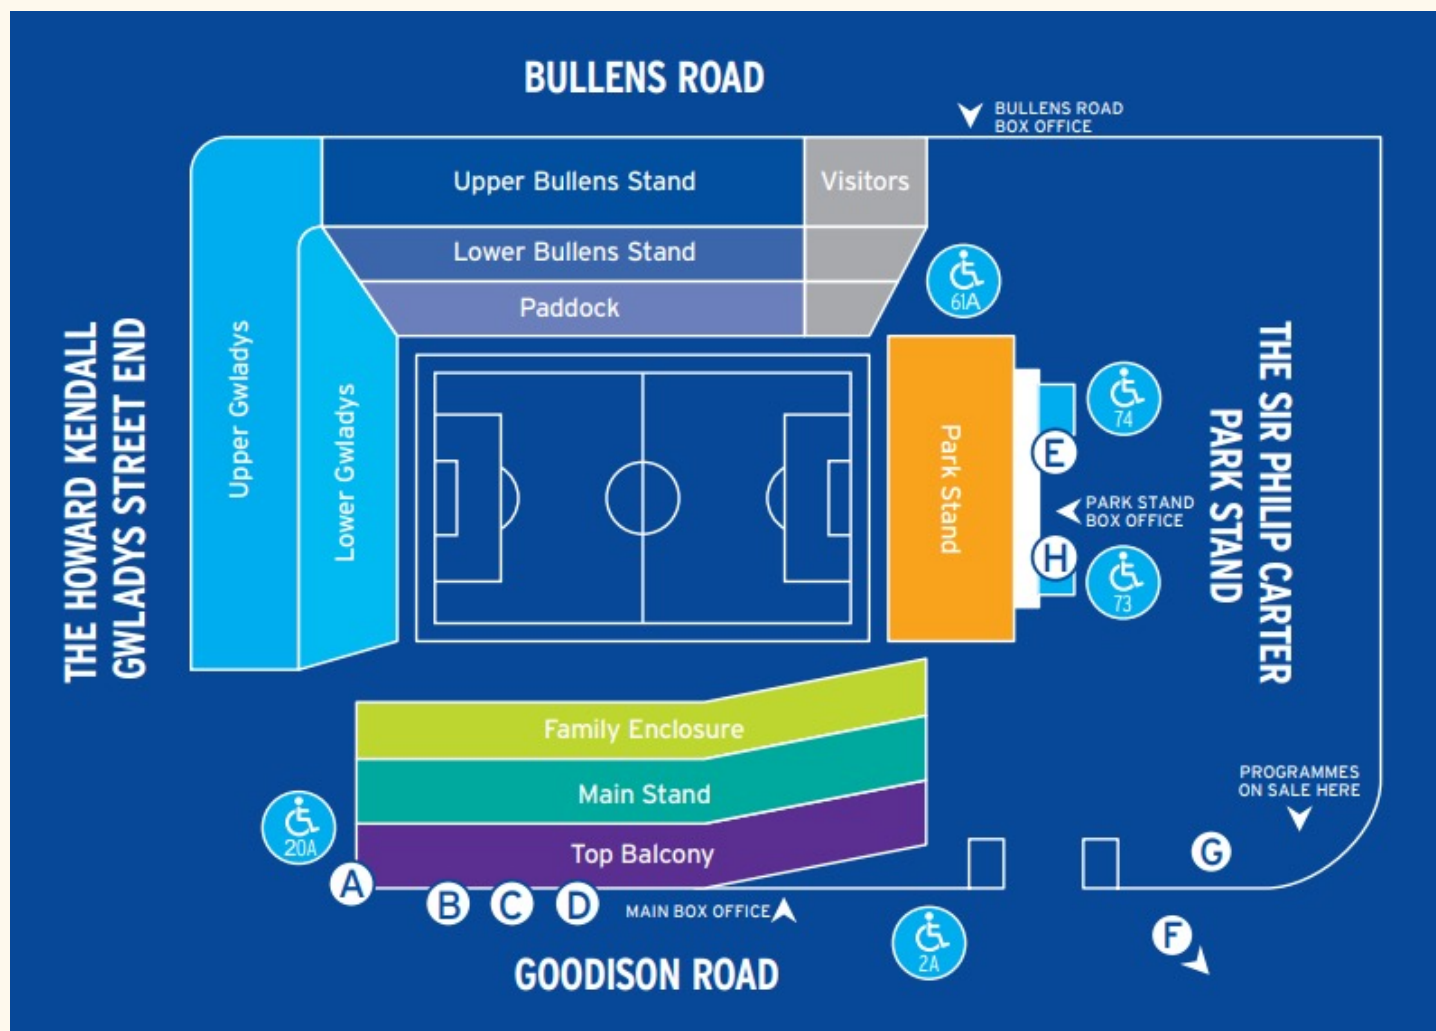 BULLENS ROAD
BULLENS ROAD
BOX OFFICE
Upper Bullens Stand
Visitors
Lower Bullens Stand
Paddock
61A
THE HOWARD KENDALL
GWLADYS STREET END
Upper Gwladys
Lower Gwladys
Park Stand
74
E
PARK STAND
BOX OFFICE
H
73
THE SIR PHILIP CARTER
PARK STAND
Family Enclosure
Main Stand
Top Balcony
20A
A
B
C
D
MAIN BOX OFFICE
2A
PROGRAMMES
ON SALE HERE
G
F
GOODISON ROAD